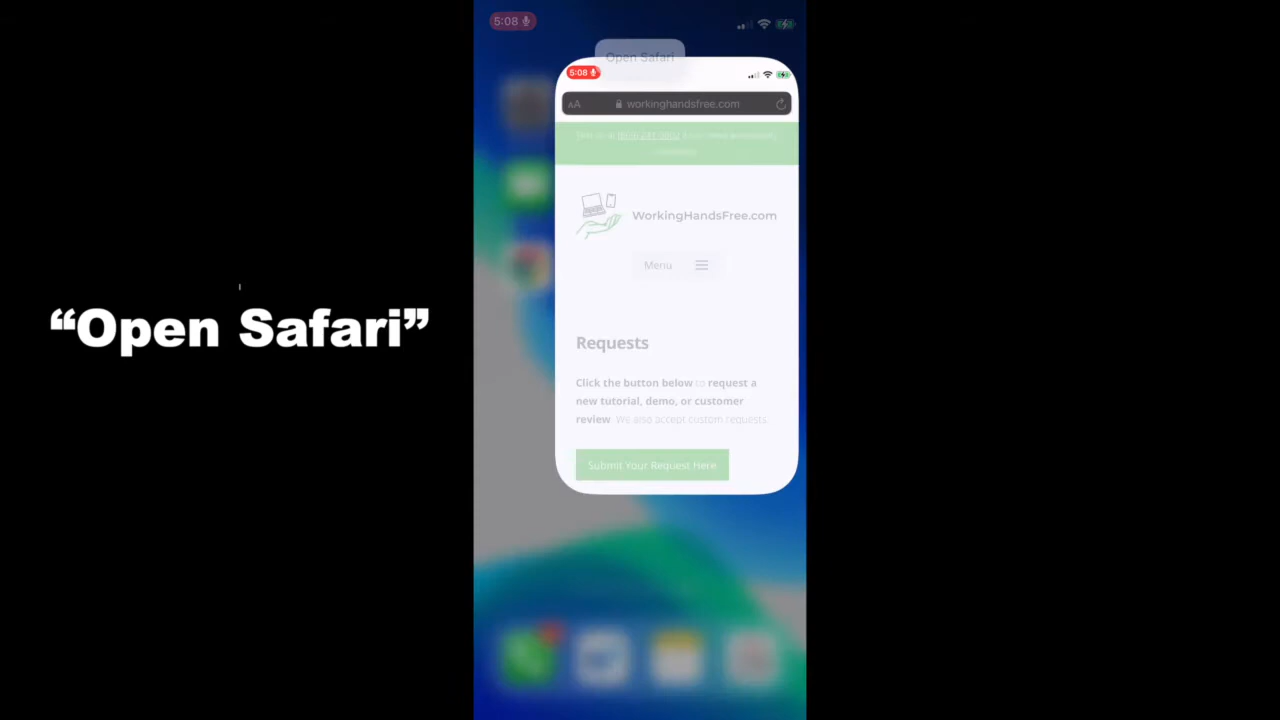 5:08
Open Safari
5:08
AA
workinghandsfree.com
WorkingHandsFree.com
Menu
Requests
Click the button below to request a
new tutorial, demo, or customer
review. We also accept custom requests.
Submit Your Request Here
“Open Safari”